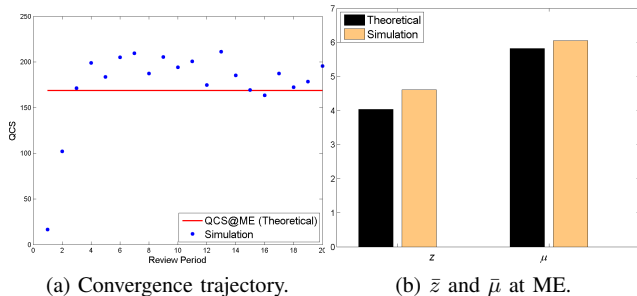 250
200
150
100
50
0
QCS
0 2 4 6 8 10 12 14 16 18 20
Review Period
QCS@ME (Theoretical)
Simulation
(a) Convergence trajectory.
7
6
5
4
3
2
1
0
Theoretical
Simulation
z μ
(b) z̄ and μ̄ at ME.